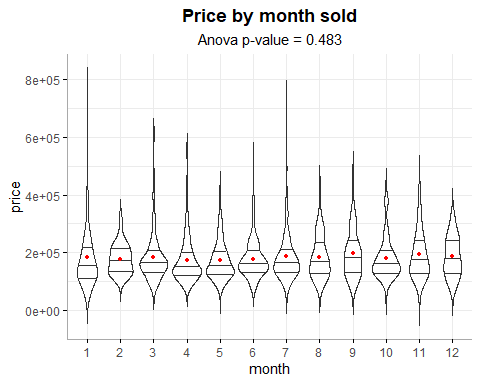 Price by month sold
Anova p-value = 0.483
price
8e+05
6e+05
4e+05
2e+05
0e+00
1 2 3 4 5 6 7 8 9 10 11 12
month